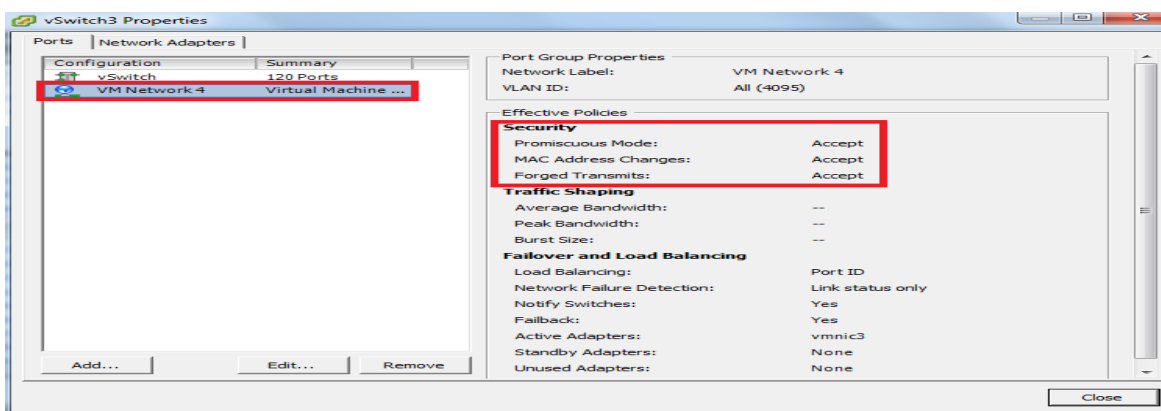 vSwitch3 Properties
Ports Network Adapters
Configuration Summary
vSwitch 120 Ports
VM Network 4 Virtual Machine ...
Add... Edit... Remove
Port Group Properties
Network Label: VM Network 4
VLAN ID: All (4095)
Effective Policies
Security
Promiscuous Mode: Accept
MAC Address Changes: Accept
Forged Transmits: Accept
Traffic Shaping
Average Bandwidth: --
Peak Bandwidth: --
Burst Size: --
Failover and Load Balancing
Load Balancing: Port ID
Network Failure Detection: Link status only
Notify Switches: Yes
Failback: Yes
Active Adapters: vmnic3
Standby Adapters: None
Unused Adapters: None
Close